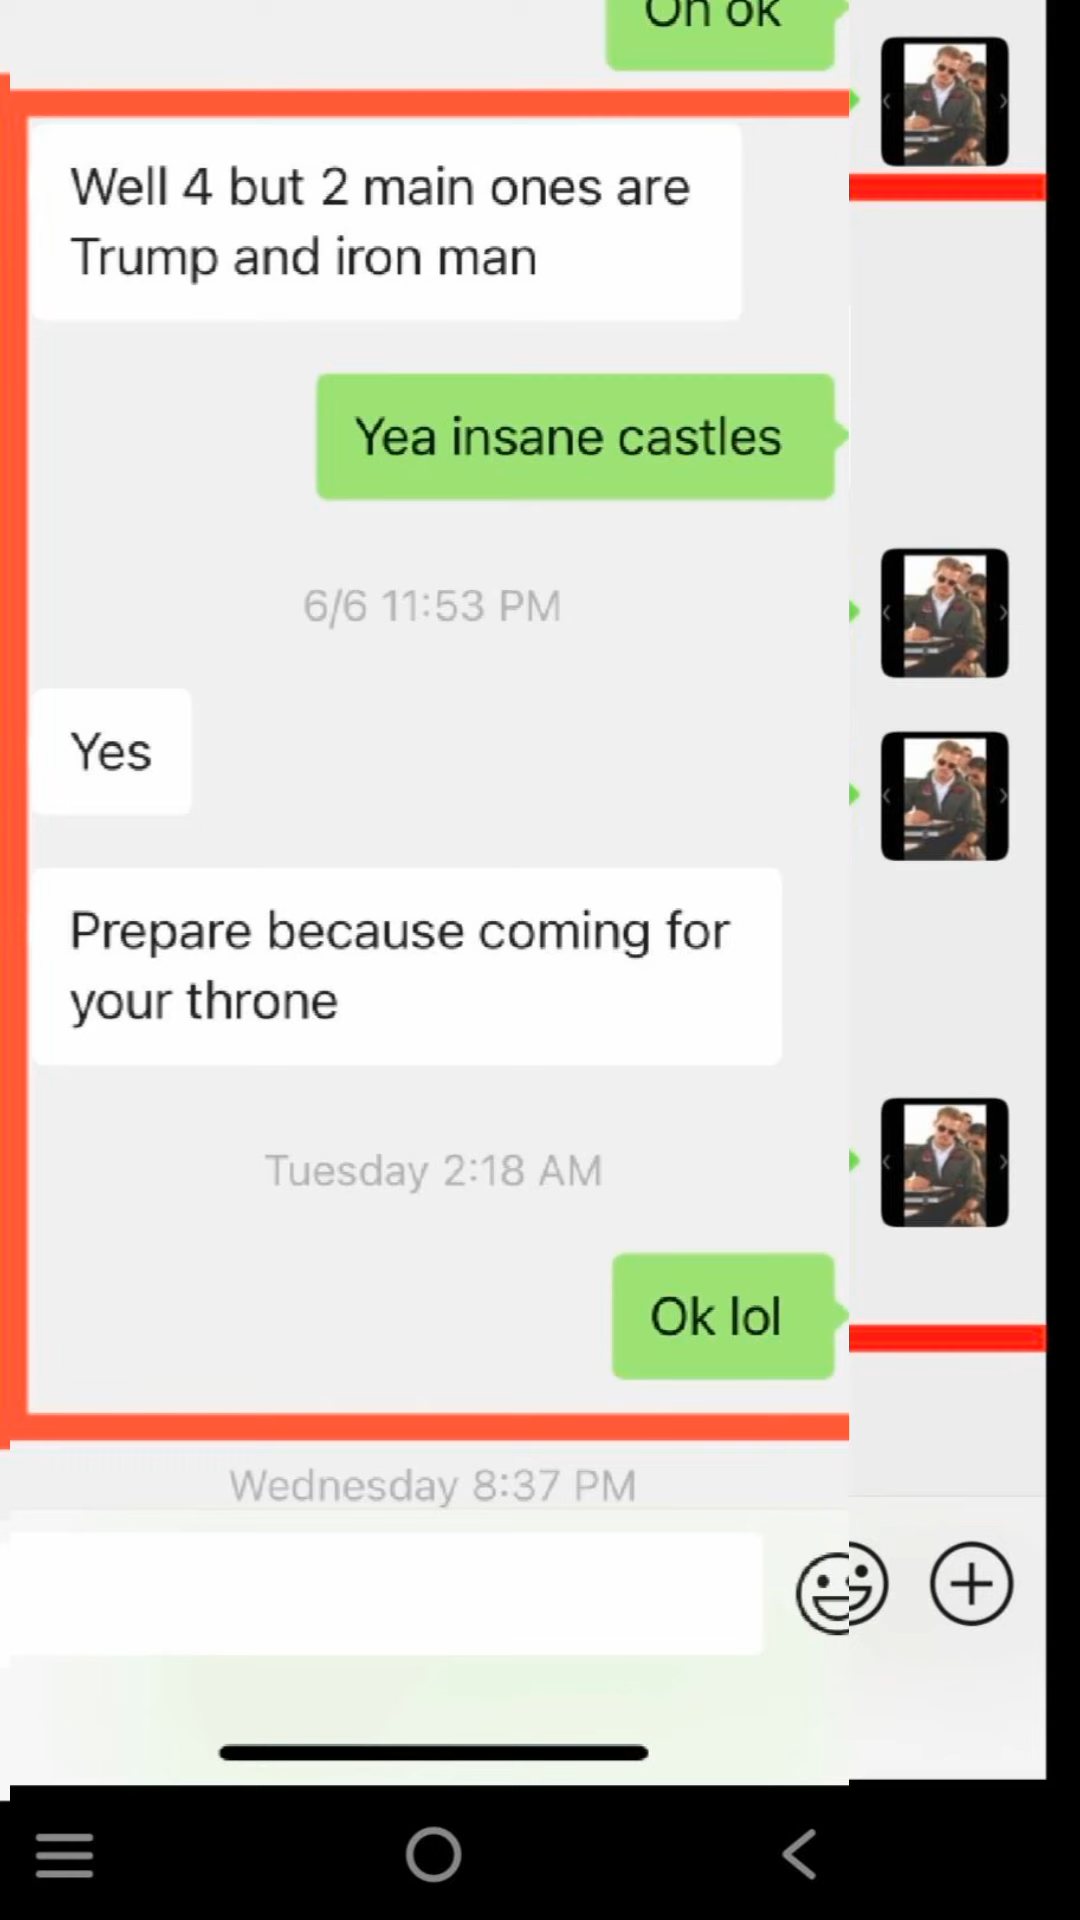 Oh ok
Well 4 but 2 main ones are
Trump and iron man
Yea insane castles
6/6 11:53 PM
Yes
Prepare because coming for
your throne
Tuesday 2:18 AM
Ok lol
Wednesday 8:37 PM